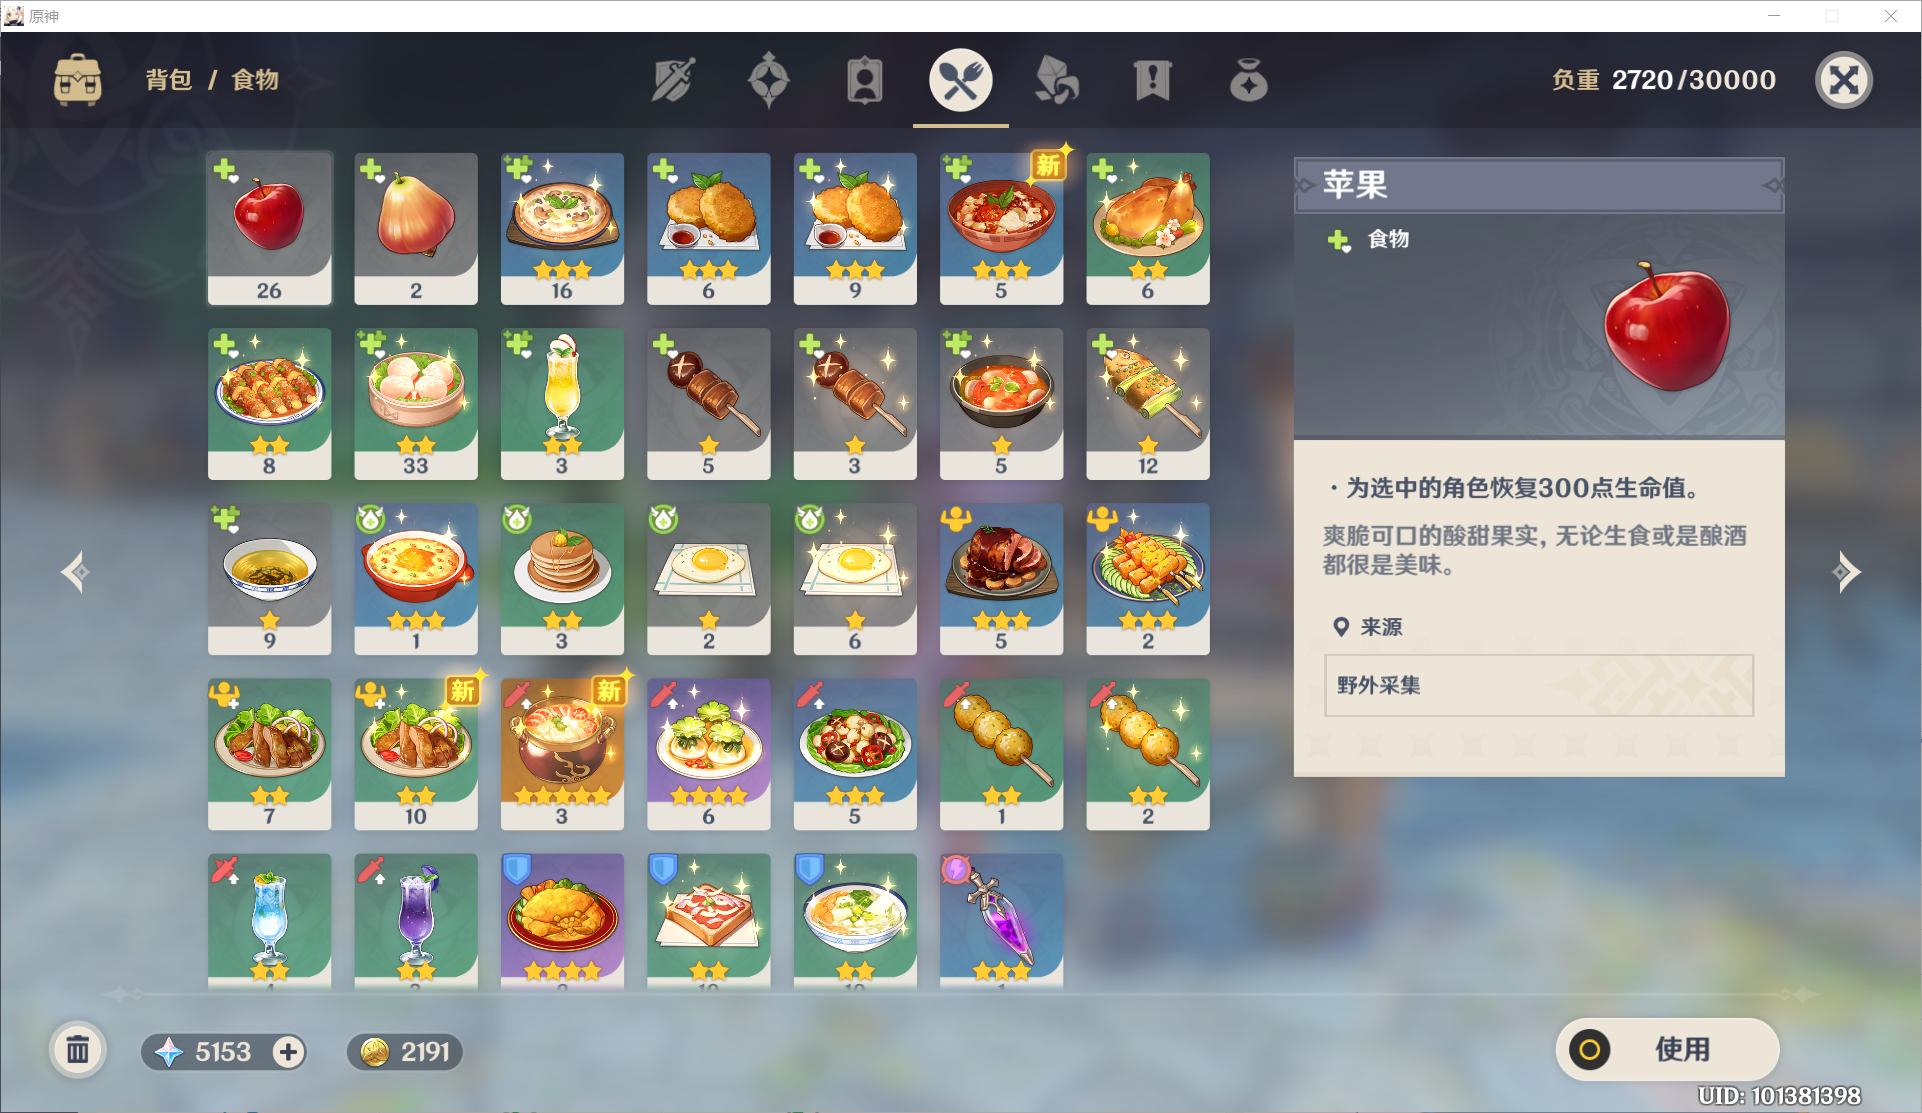 原神
背包 / 食物
负重 2720/30000
26
2
16
6
9
新
5
6
8
33
3
5
3
5
12
9
1
3
2
6
5
2
7
新
10
新
3
6
5
1
2
苹果
食物
·为选中的角色恢复300点生命值。
爽脆可口的酸甜果实，无论生食或是酿酒
都很是美味。
来源
野外采集
5153
2191
使用
UID: 101381398